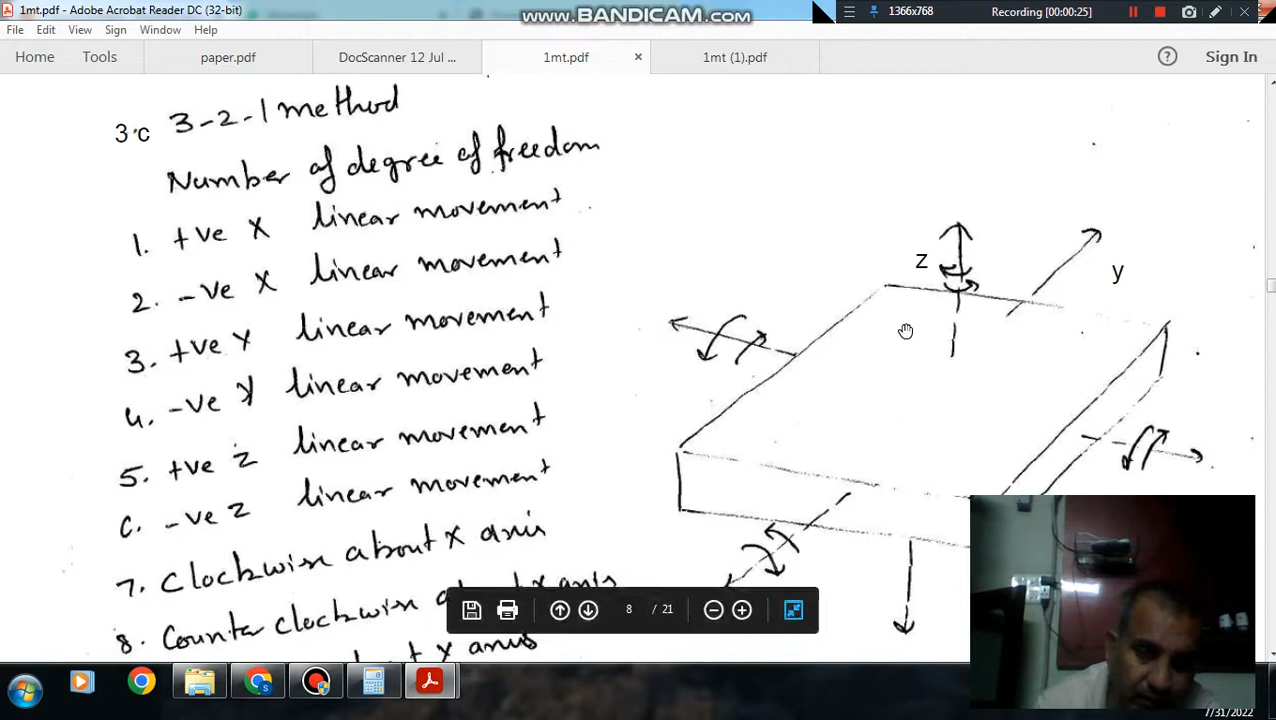 1mt.pdf - Adobe Acrobat Reader DC (32-bit)
www.BANDICAM.com
1366x768
Recording [00:00:25]
File Edit View Sign Window Help
Home Tools paper.pdf DocScanner 12 Jul ... 1mt.pdf × 1mt (1).pdf ? Sign In
3c 3-2-1 method
Number of degree of freedom
1. +ve X linear movement
2. -ve X linear movement
3. +ve Y linear movement
4. -ve Y linear movement
5. +ve z linear movement
6. -ve z linear movement
7. Clockwise about X axis
8. Counter clockwise about X axis
axis
z
y
8 / 21
7/31/2022